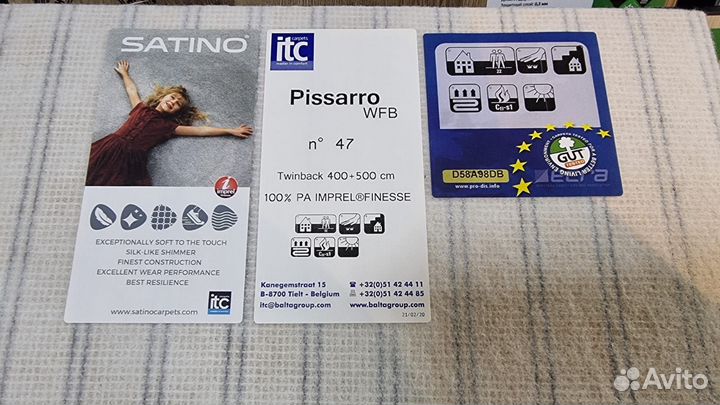 SATINO®
i
imprel
EXCEPTIONALLY SOFT TO THE TOUCH
SILK-LIKE SHIMMER
FINEST CONSTRUCTION
EXCELLENT WEAR PERFORMANCE
BEST RESILIENCE
itc
www.satinocarpets.com
carpets
itc
master in comfort
Pissarro
WFB
n° 47
Twinback 400+500 cm
100% PA IMPREL®FINESSE
Cfl-s1
Kanegemstraat 15
B-8700 Tielt - Belgium
itc@baltagroup.com
+32(0)51 42 44 11
+32(0)51 42 44 85
www.baltagroup.com
21/02/20
22
Cfl-s1
GUT
D58A98DB
www.pro-dis.info
Avito